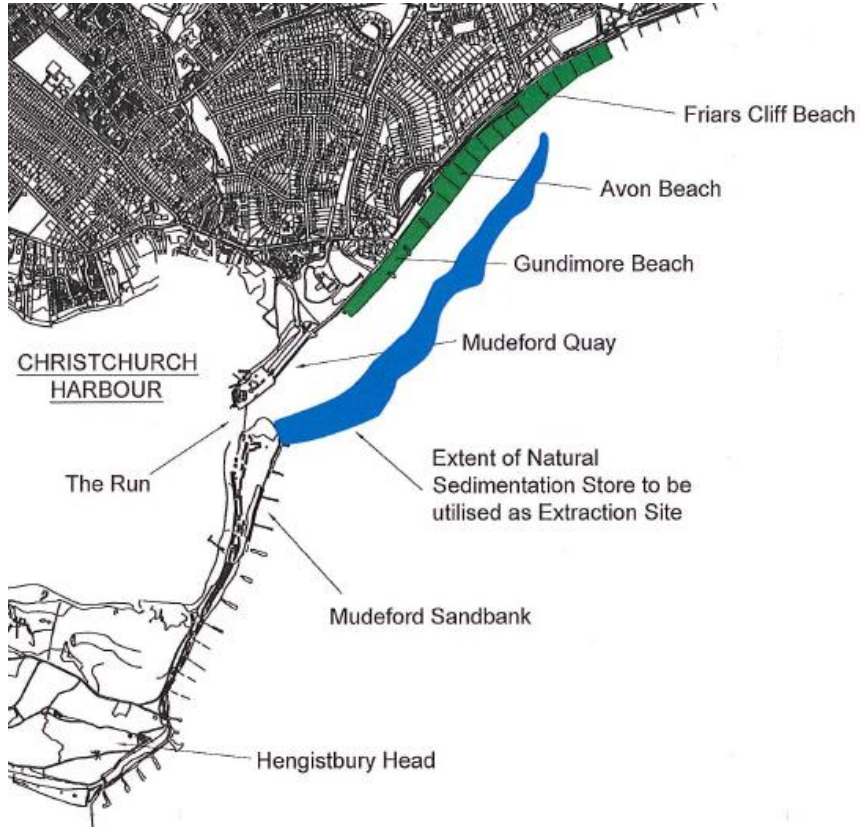 Friars Cliff Beach
Avon Beach
Gundimore Beach
Mudeford Quay
CHRISTCHURCH
HARBOUR
The Run
Extent of Natural
Sedimentation Store to be
utilised as Extraction Site
Mudeford Sandbank
Hengistbury Head